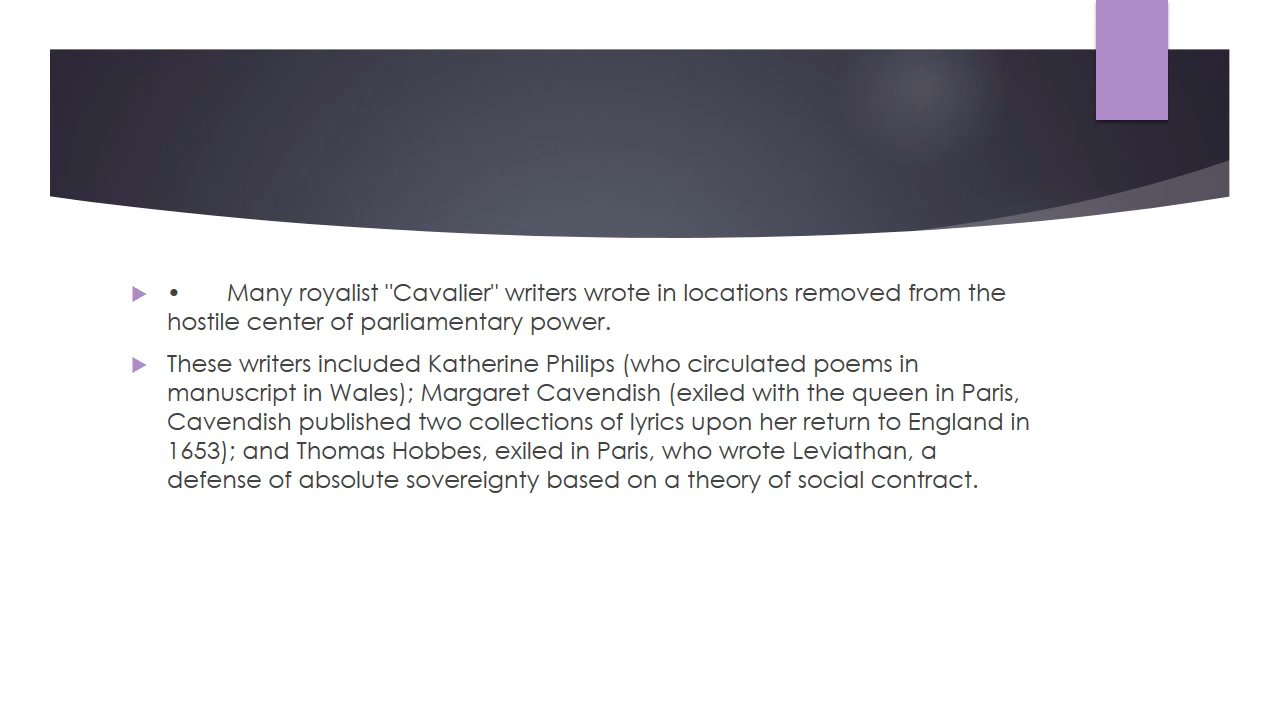 • Many royalist "Cavalier" writers wrote in locations removed from the
hostile center of parliamentary power.
These writers included Katherine Philips (who circulated poems in
manuscript in Wales); Margaret Cavendish (exiled with the queen in Paris,
Cavendish published two collections of lyrics upon her return to England in
1653); and Thomas Hobbes, exiled in Paris, who wrote Leviathan, a
defense of absolute sovereignty based on a theory of social contract.